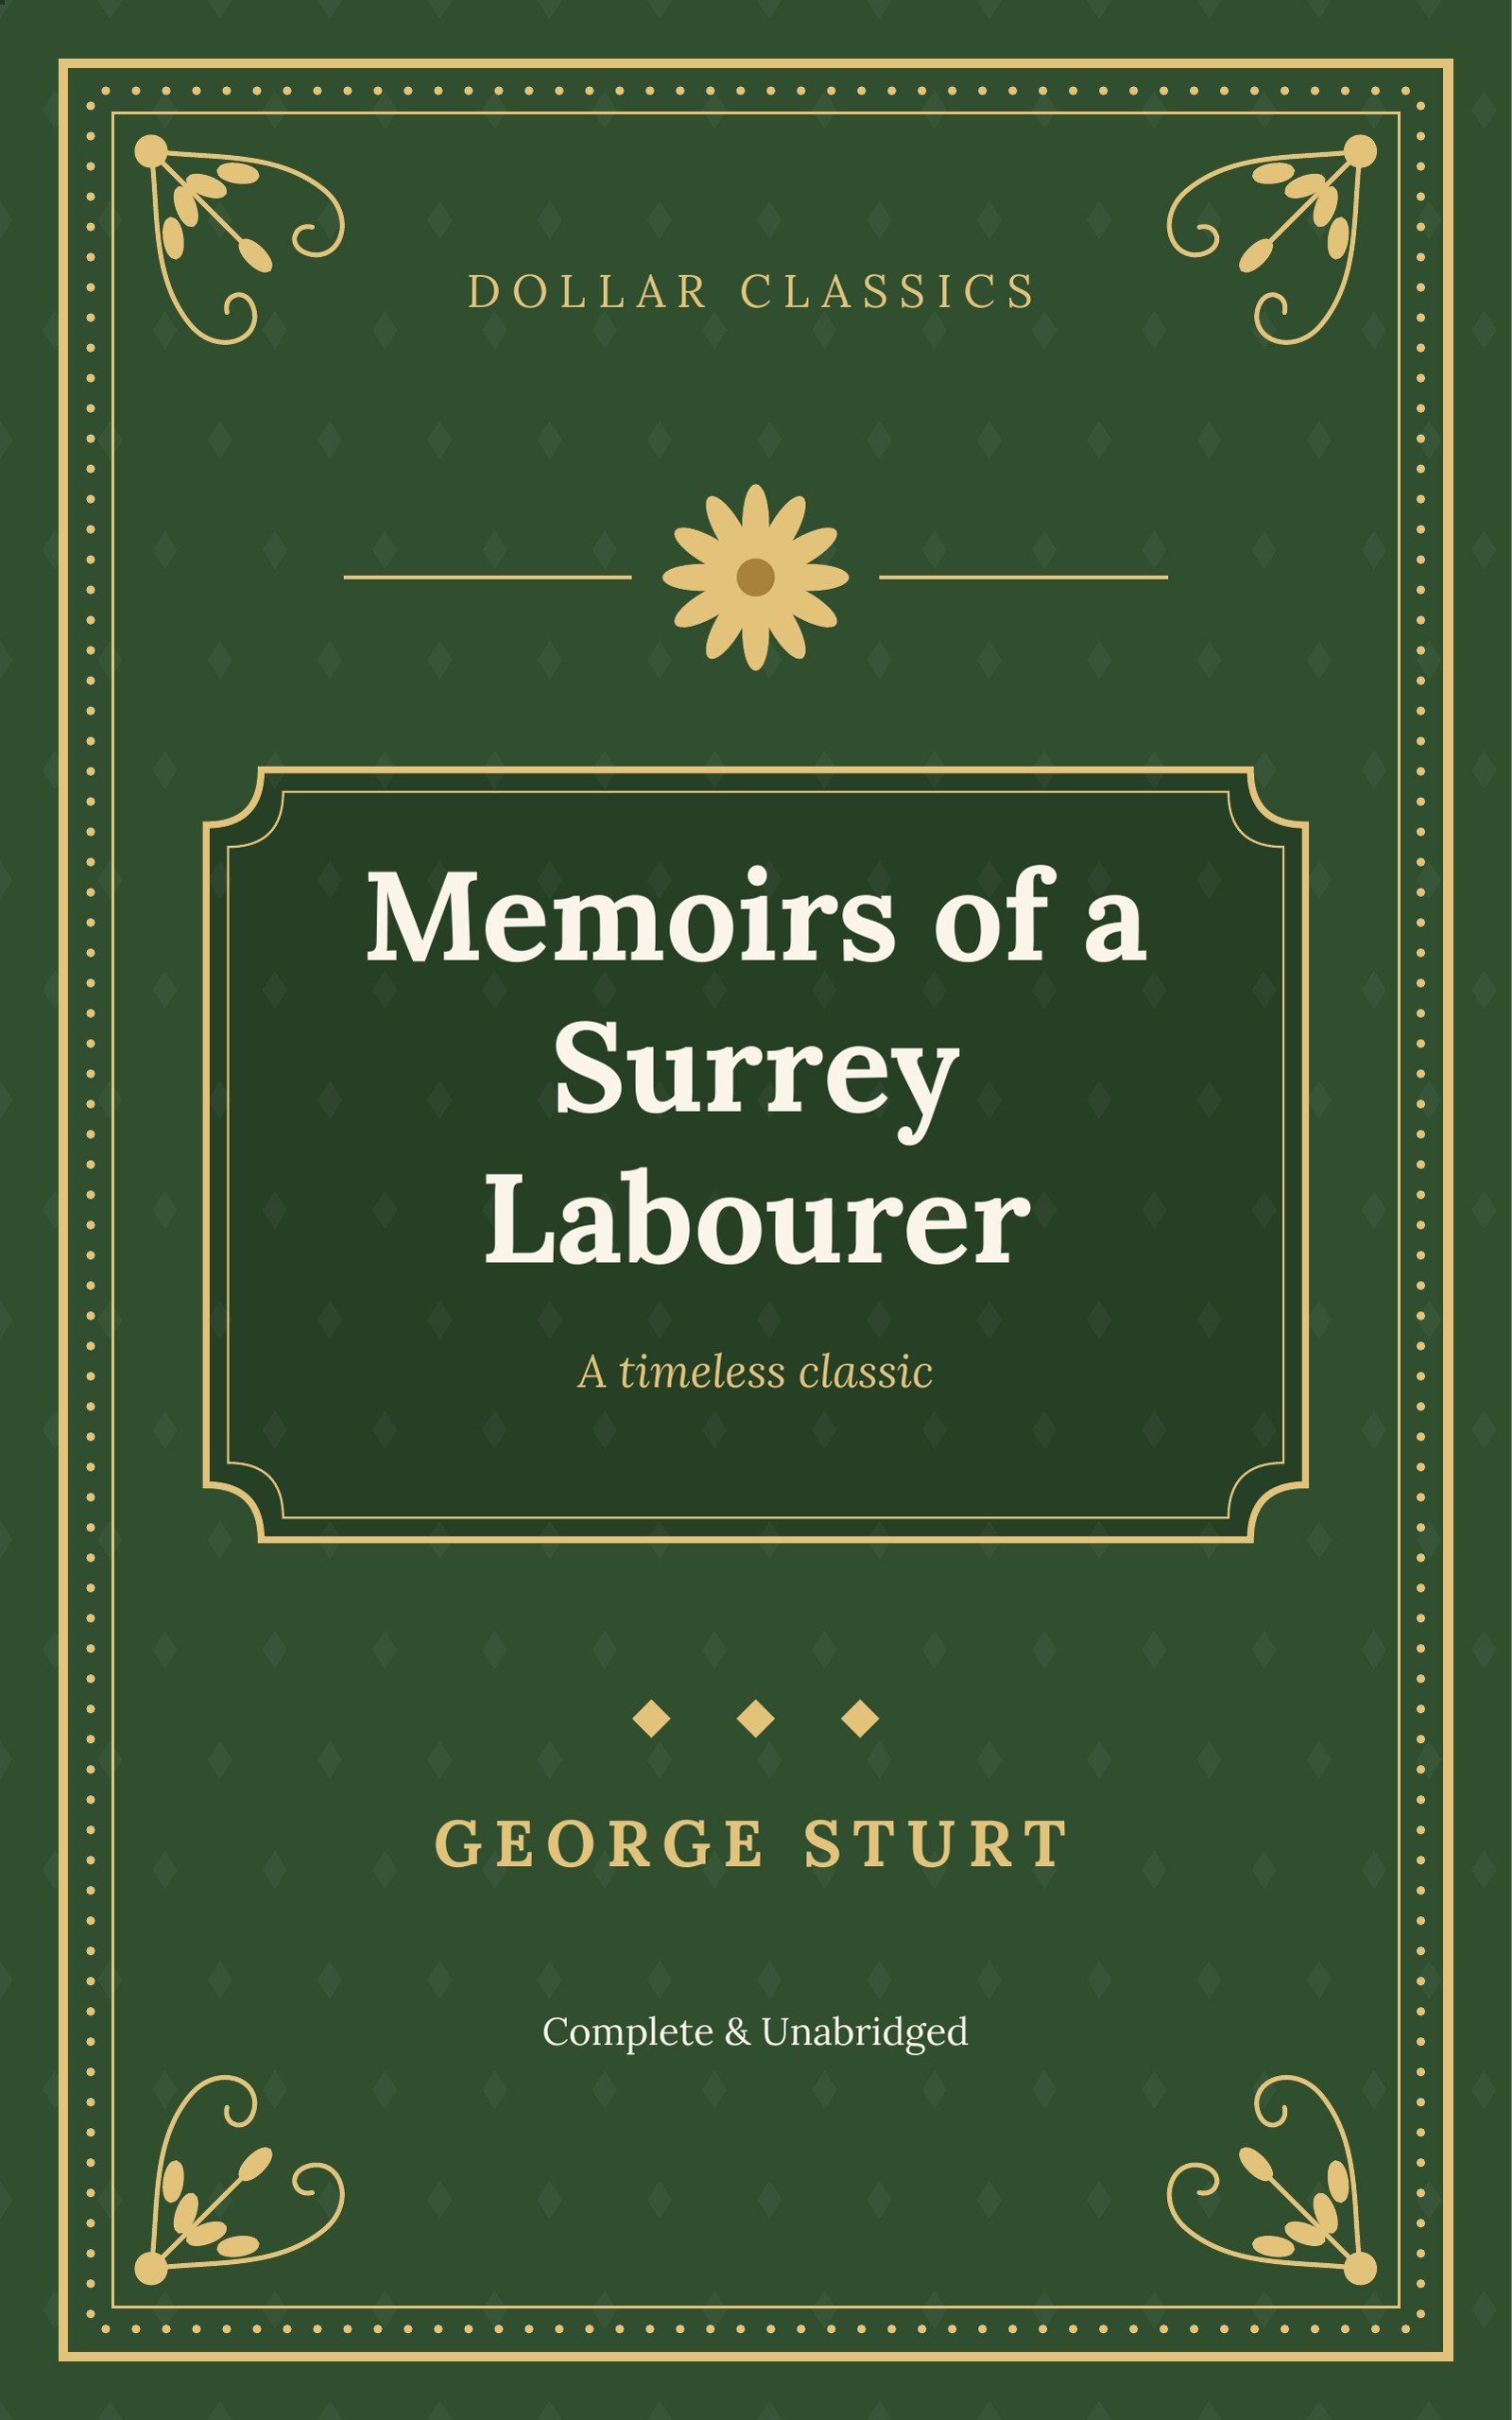 DOLLAR CLASSICS
Memoirs of a
Surrey
Labourer
A timeless classic
GEORGE STURT
Complete & Unabridged